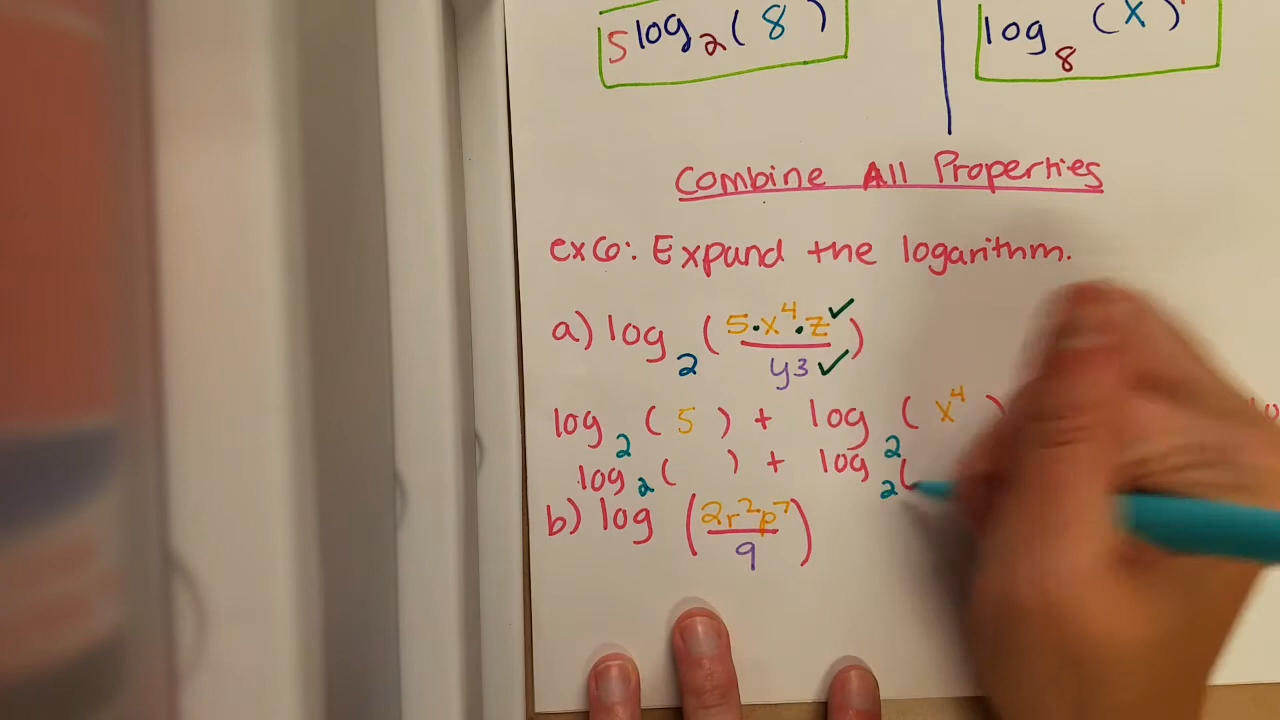 5log₂(8)
log₈(x)
Combine All Properties
ex6: Expand the logarithm.
a) log₂(5·x⁴·z✓/y3✓)
log₂(5) + log₂(x⁴)
log₂( ) + log₂(
b) log(2r²p⁷/9)